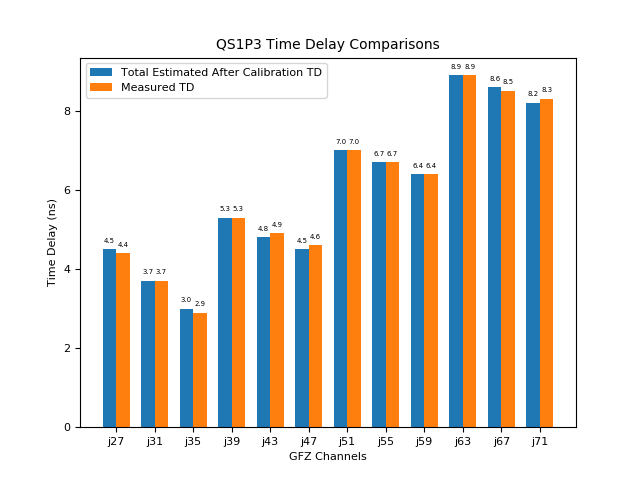 QS1P3 Time Delay Comparisons
Total Estimated After Calibration TD
Measured TD
8.9 8.9
8.6 8.5
8.2 8.3
7.0 7.0
6.7 6.7
6.4 6.4
5.3 5.3
4.8 4.9
4.5 4.6
4.5 4.4
3.7 3.7
3.0 2.9
8
6
4
2
0
Time Delay (ns)
j27 j31 j35 j39 j43 j47 j51 j55 j59 j63 j67 j71
GFZ Channels